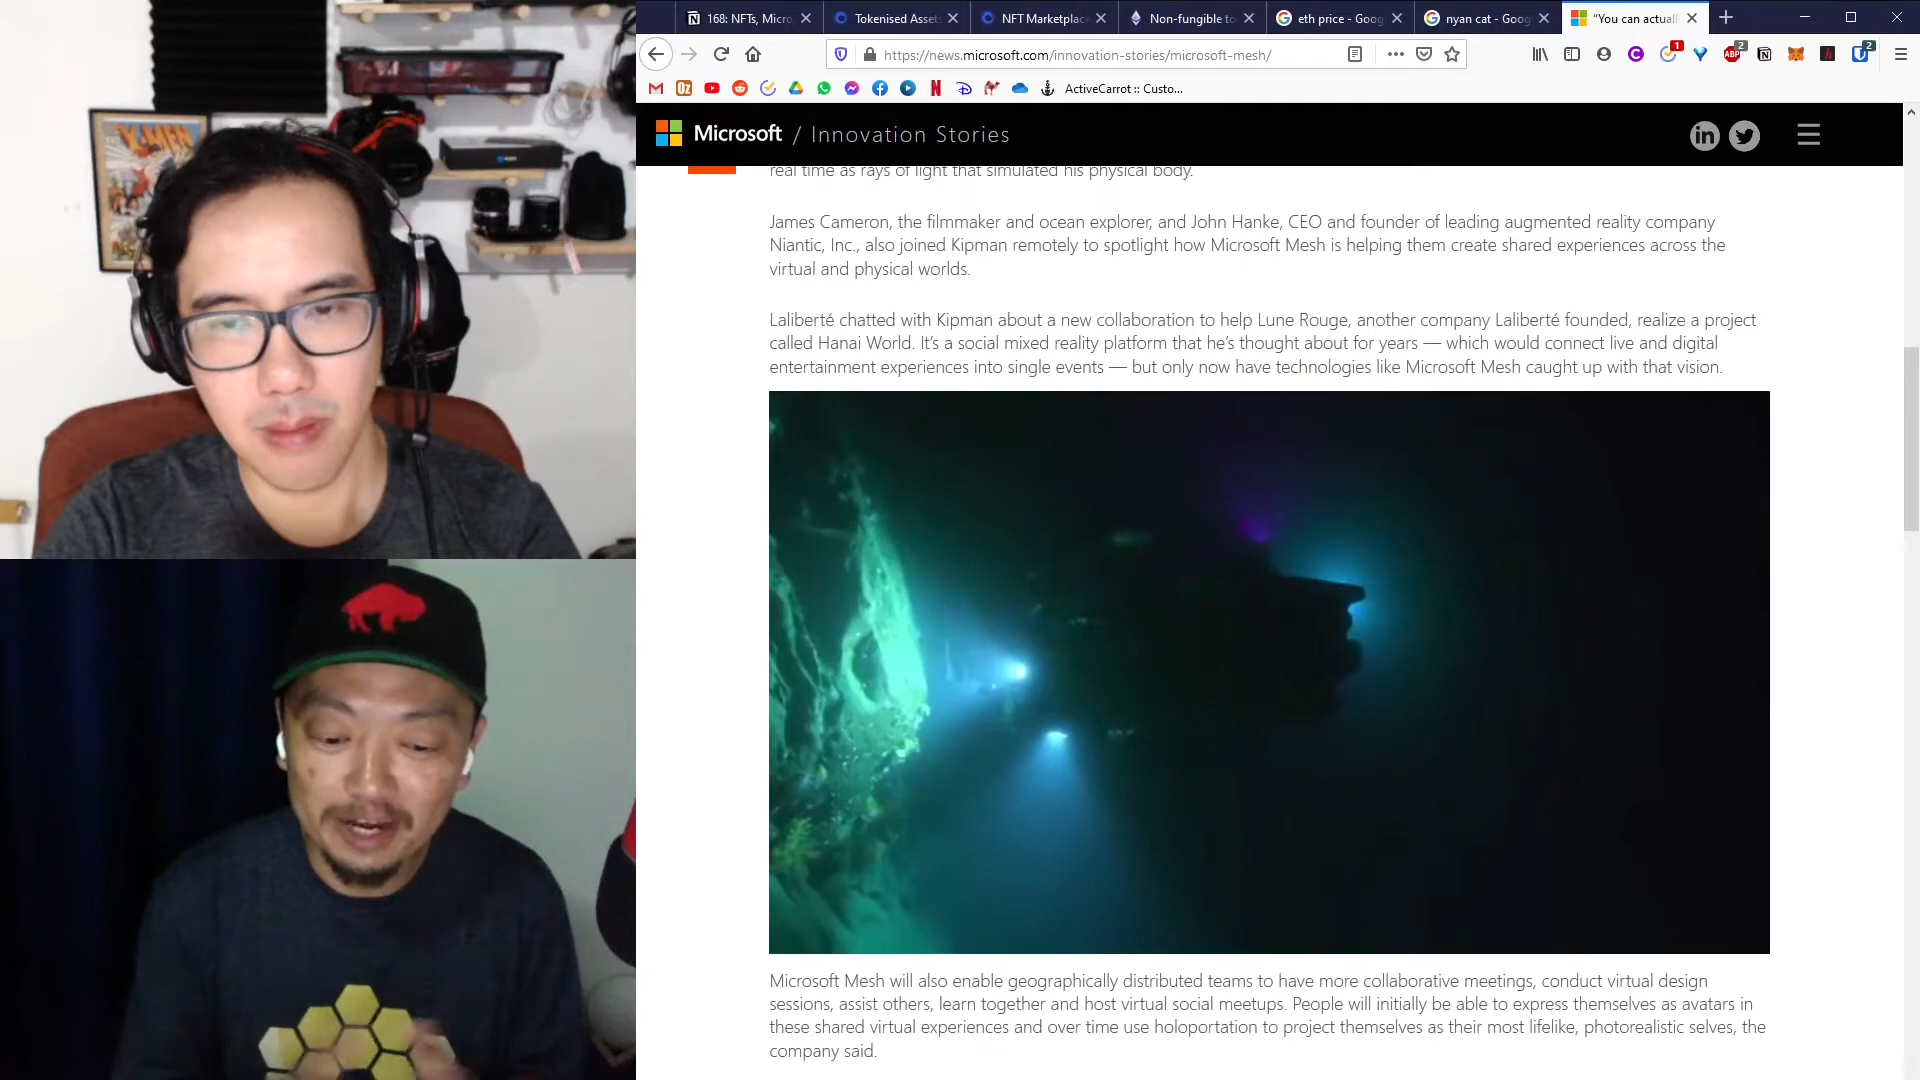 168: NFTs, Micro
Tokenised Asset
NFT Marketplac
Non-fungible to
eth price - Goog
nyan cat - Goog
"You can actual
https://news.microsoft.com/innovation-stories/microsoft-mesh/
1
ABP
2
2
ActiveCarrot :: Custo...
X-MEN
Microsoft / Innovation Stories
real time as rays of light that simulated his physical body.
James Cameron, the filmmaker and ocean explorer, and John Hanke, CEO and founder of leading augmented reality company
Niantic, Inc., also joined Kipman remotely to spotlight how Microsoft Mesh is helping them create shared experiences across the
virtual and physical worlds.
Laliberté chatted with Kipman about a new collaboration to help Lune Rouge, another company Laliberté founded, realize a project
called Hanai World. It's a social mixed reality platform that he's thought about for years — which would connect live and digital
entertainment experiences into single events — but only now have technologies like Microsoft Mesh caught up with that vision.
Microsoft Mesh will also enable geographically distributed teams to have more collaborative meetings, conduct virtual design
sessions, assist others, learn together and host virtual social meetups. People will initially be able to express themselves as avatars in
these shared virtual experiences and over time use holoportation to project themselves as their most lifelike, photorealistic selves, the
company said.